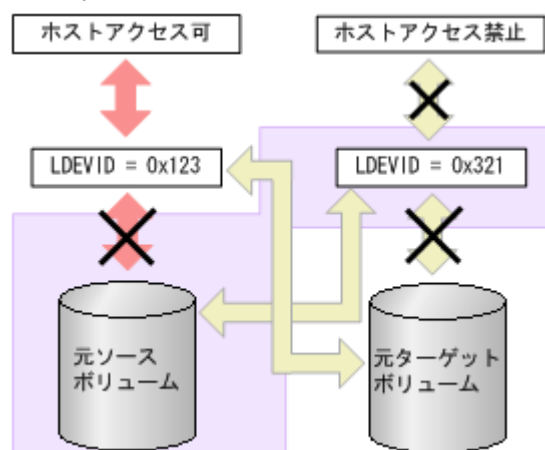 ホストアクセス可
ホストアクセス禁止
LDEVID = 0x123
LDEVID = 0x321
元ソース
ボリューム
元ターゲット
ボリューム